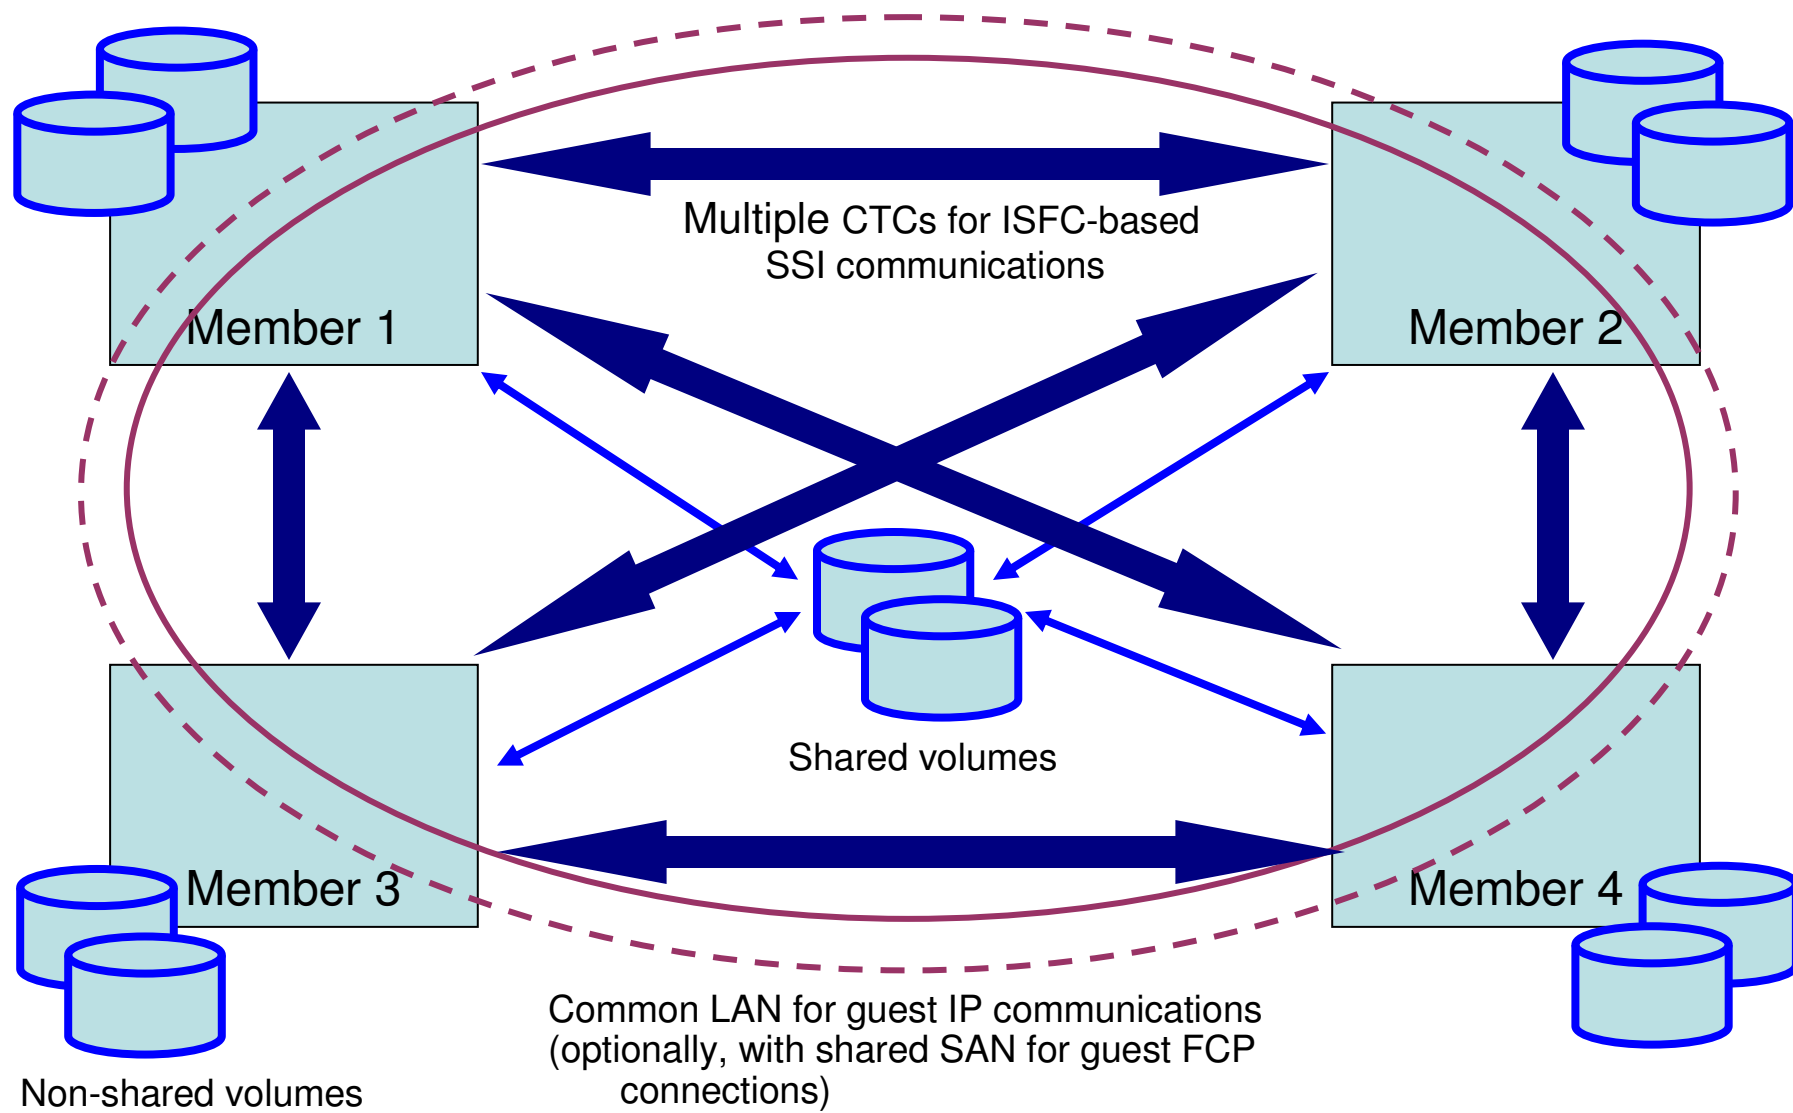 Multiple CTCs for ISFC-based
SSI communications
Member 1
Member 2
Shared volumes
Member 3
Member 4
Common LAN for guest IP communications
(optionally, with shared SAN for guest FCP
connections)
Non-shared volumes